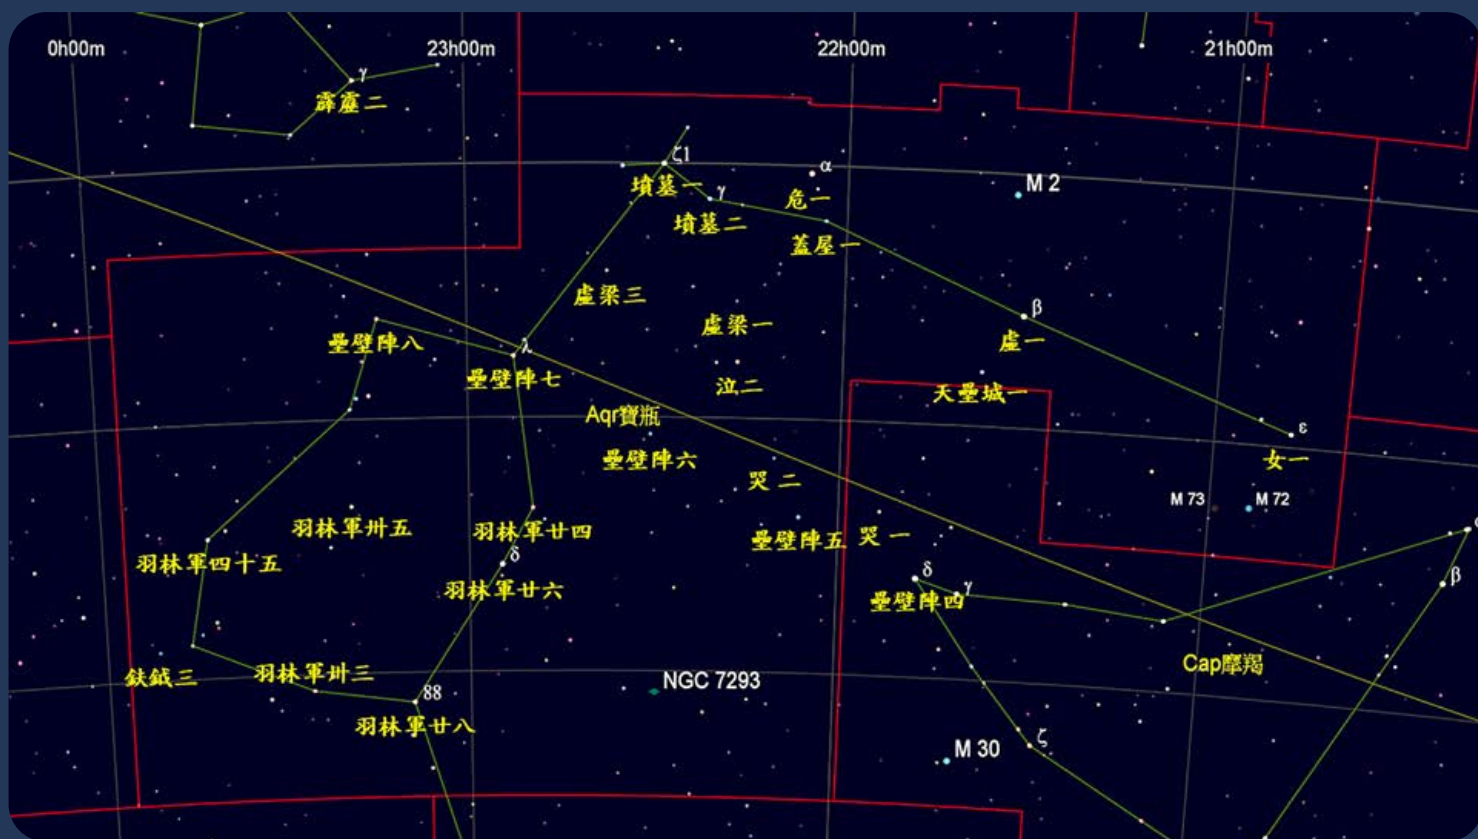 0h00m
23h00m
22h00m
21h00m
γ
霹靂二
ζ1
α
墳墓一
γ
危一
M 2
墳墓二
蓋屋一
虛梁三
β
虛梁一
虛一
壘壁陣八
λ
壘壁陣七
泣二
天壘城一
Aqr寶瓶
ε
壘壁陣六
女一
哭二
M 73
M 72
羽林軍卅五
羽林軍廿四
壘壁陣五
哭一
δ
羽林軍四十五
羽林軍廿六
δ
γ
β
壘壁陣四
Cap摩羯
鈇鉞三
羽林軍卅三
NGC 7293
88
羽林軍廿八
M 30
ζ